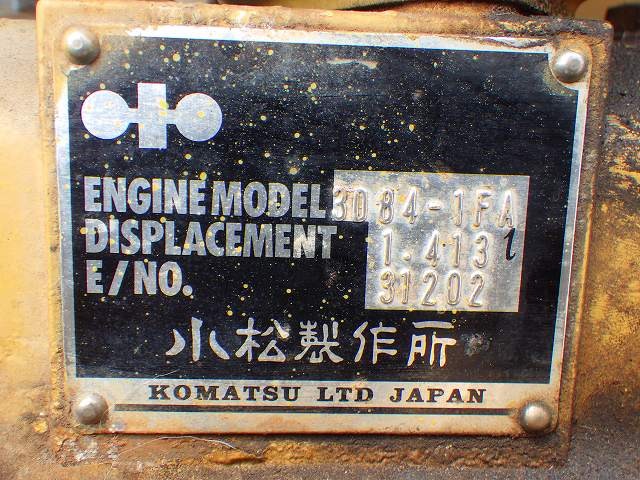 ENGINE MODEL 3D84-1FA
DISPLACEMENT 1.413 l
E/NO. 31202
小松製作所
KOMATSU LTD JAPAN